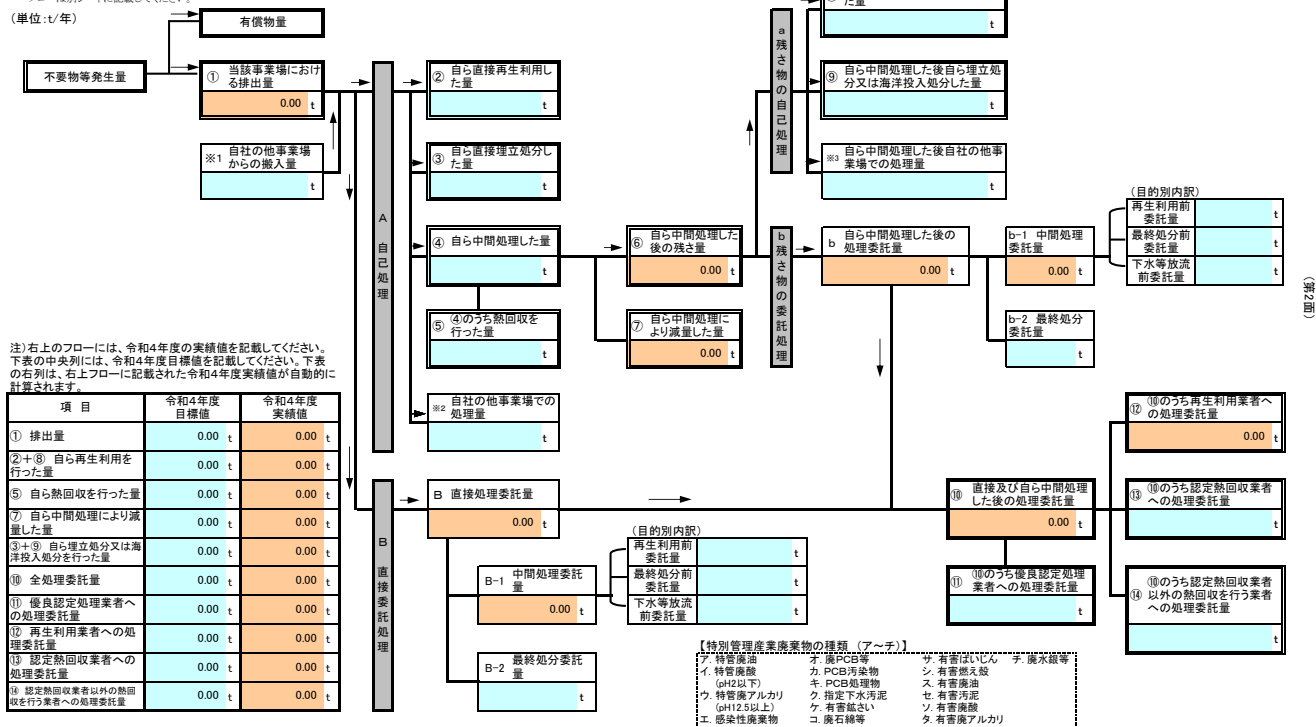 (単位:t/年)
有償物量
不要物等発生量
① 当該事業場におけ
る排出量
0.00 t
※1 自社の他事業場
からの搬入量
t
A 自己処理
② 自ら直接再生利用し
た量
t
③ 自ら直接埋立処分し
た量
t
④ 自ら中間処理した量
t
⑤ ④のうち熱回収を
行った量
t
※2 自社の他事業場での
処理量
t
⑥ 自ら中間処理した
後の残さ量
0.00 t
⑦ 自ら中間処理に
より減量した量
0.00 t
a 残さ物の自己処理
た量
t
⑨ 自ら中間処理した後自ら埋立処
分又は海洋投入処分した量
t
※3 自ら中間処理した後自社の他事
業場での処理量
t
b 残さ物の委託処理
b 自ら中間処理した後の
処理委託量
0.00 t
b-1 中間処理
委託量
0.00 t
(目的別内訳)
再生利用前
委託量 t
最終処分前
委託量 t
下水等放流
前委託量 t
b-2 最終処分
委託量
t
(第2面)
注)右上のフローには、令和4年度の実績値を記載してください。
下表の中央列には、令和4年度目標値を記載してください。下表
の右列は、右上フローに記載された令和4年度実績値が自動的に
計算されます。
項 目 令和4年度
目標値 令和4年度
実績値
① 排出量 0.00 t 0.00 t
②+⑧ 自ら再生利用を
行った量 0.00 t 0.00 t
⑤ 自ら熱回収を行った量 0.00 t 0.00 t
⑦ 自ら中間処理により減
量した量 0.00 t 0.00 t
③+⑨ 自ら埋立処分又は海
洋投入処分を行った量 0.00 t 0.00 t
⑩ 全処理委託量 0.00 t 0.00 t
⑪ 優良認定処理業者へ
の処理委託量 0.00 t 0.00 t
⑫ 再生利用業者への処
理委託量 0.00 t 0.00 t
⑬ 認定熱回収業者への
処理委託量 0.00 t 0.00 t
⑭ 認定熱回収業者以外の熱回
収を行う業者への処理委託量 0.00 t 0.00 t
B 直接委託処理
B 直接処理委託量
0.00 t
B-1 中間処理委託
量
0.00 t
(目的別内訳)
再生利用前
委託量 t
最終処分前
委託量 t
下水等放流
前委託量 t
B-2 最終処分委託
量
t
⑩ 直接及び自ら中間処理
した後の処理委託量
0.00 t
⑪ ⑩のうち優良認定処理
業者への処理委託量
t
⑫ ⑩のうち再生利用業者へ
の処理委託量
0.00 t
⑬ ⑩のうち認定熱回収業者
への処理委託量
t
⑭ ⑩のうち認定熱回収業者
以外の熱回収を行う業者
への処理委託量
t
【特別管理産業廃棄物の種類 (ア~チ)】
ア. 特管廃油 オ. 廃PCB等 サ. 有害ばいじん チ. 廃水銀等
イ. 特管廃酸 カ. PCB汚染物 シ. 有害燃え殻
(pH2以下) キ. PCB処理物 ス. 有害廃油
ウ. 特管廃アルカリ ク. 指定下水汚泥 セ. 有害汚泥
(pH12.5以上) ケ. 有害鉱さい ソ. 有害廃酸
エ. 感染性廃棄物 コ. 廃石綿等 タ. 有害廃アルカリ